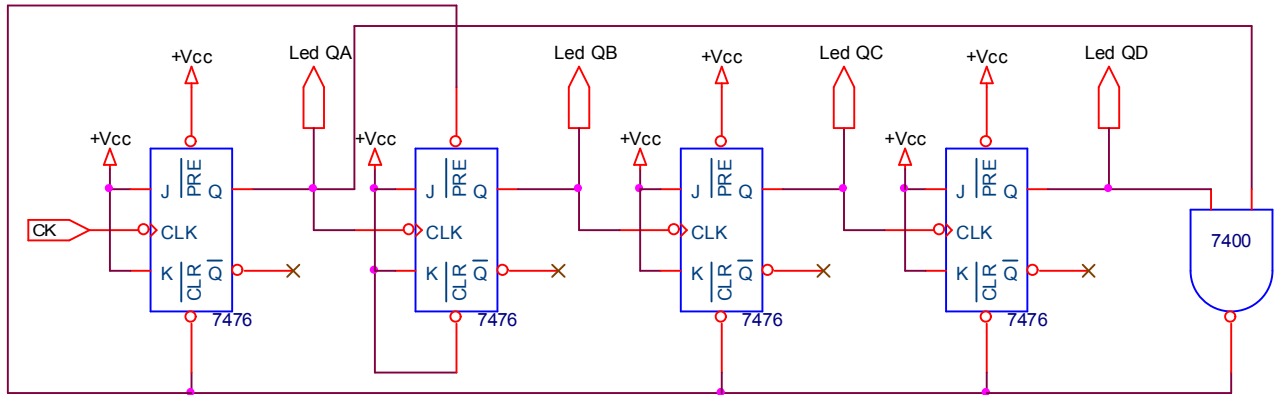 Led QA
Led QB
Led QC
Led QD
+Vcc
+Vcc
+Vcc
+Vcc
+Vcc
+Vcc
+Vcc
J PRE Q
J PRE Q
J PRE Q
J PRE Q
CK
CLK
CLK
CLK
CLK
7400
K CLR Q
K CLR Q
K CLR Q
K CLR Q
7476
7476
7476
7476